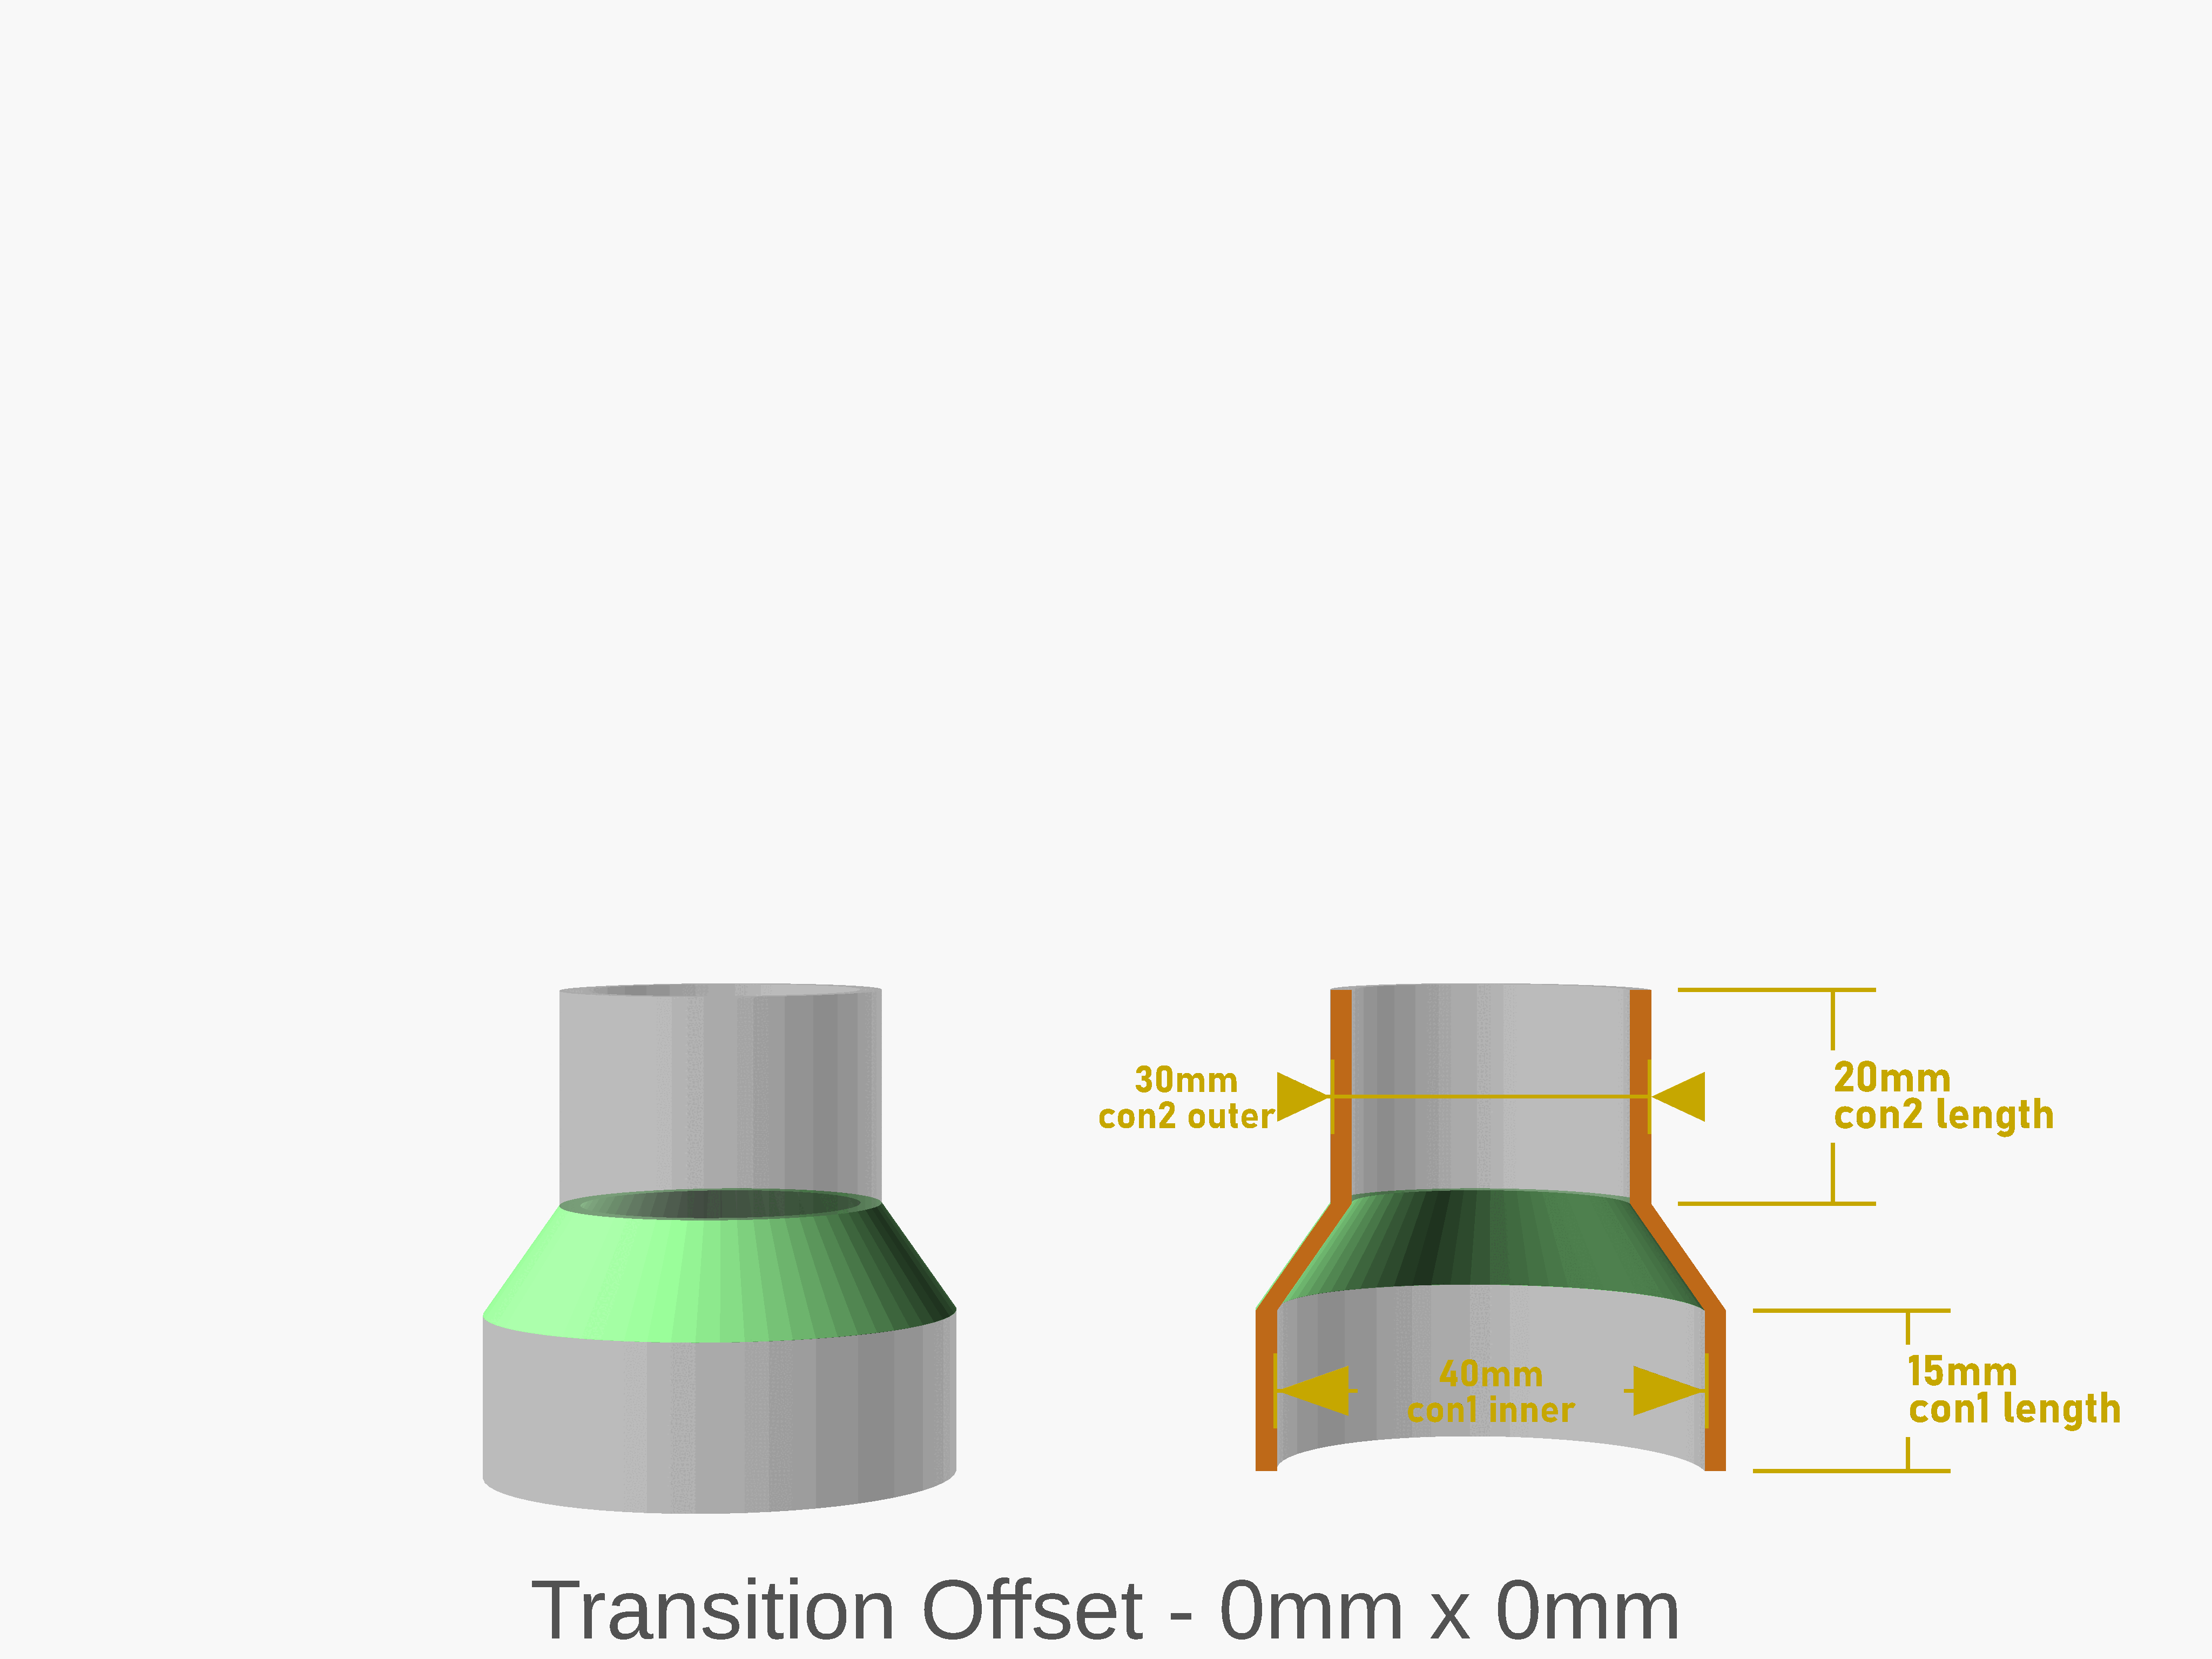 30mm
con2 outer
20mm
con2 length
40mm
con1 inner
15mm
con1 length
Transition Offset - 0mm x 0mm